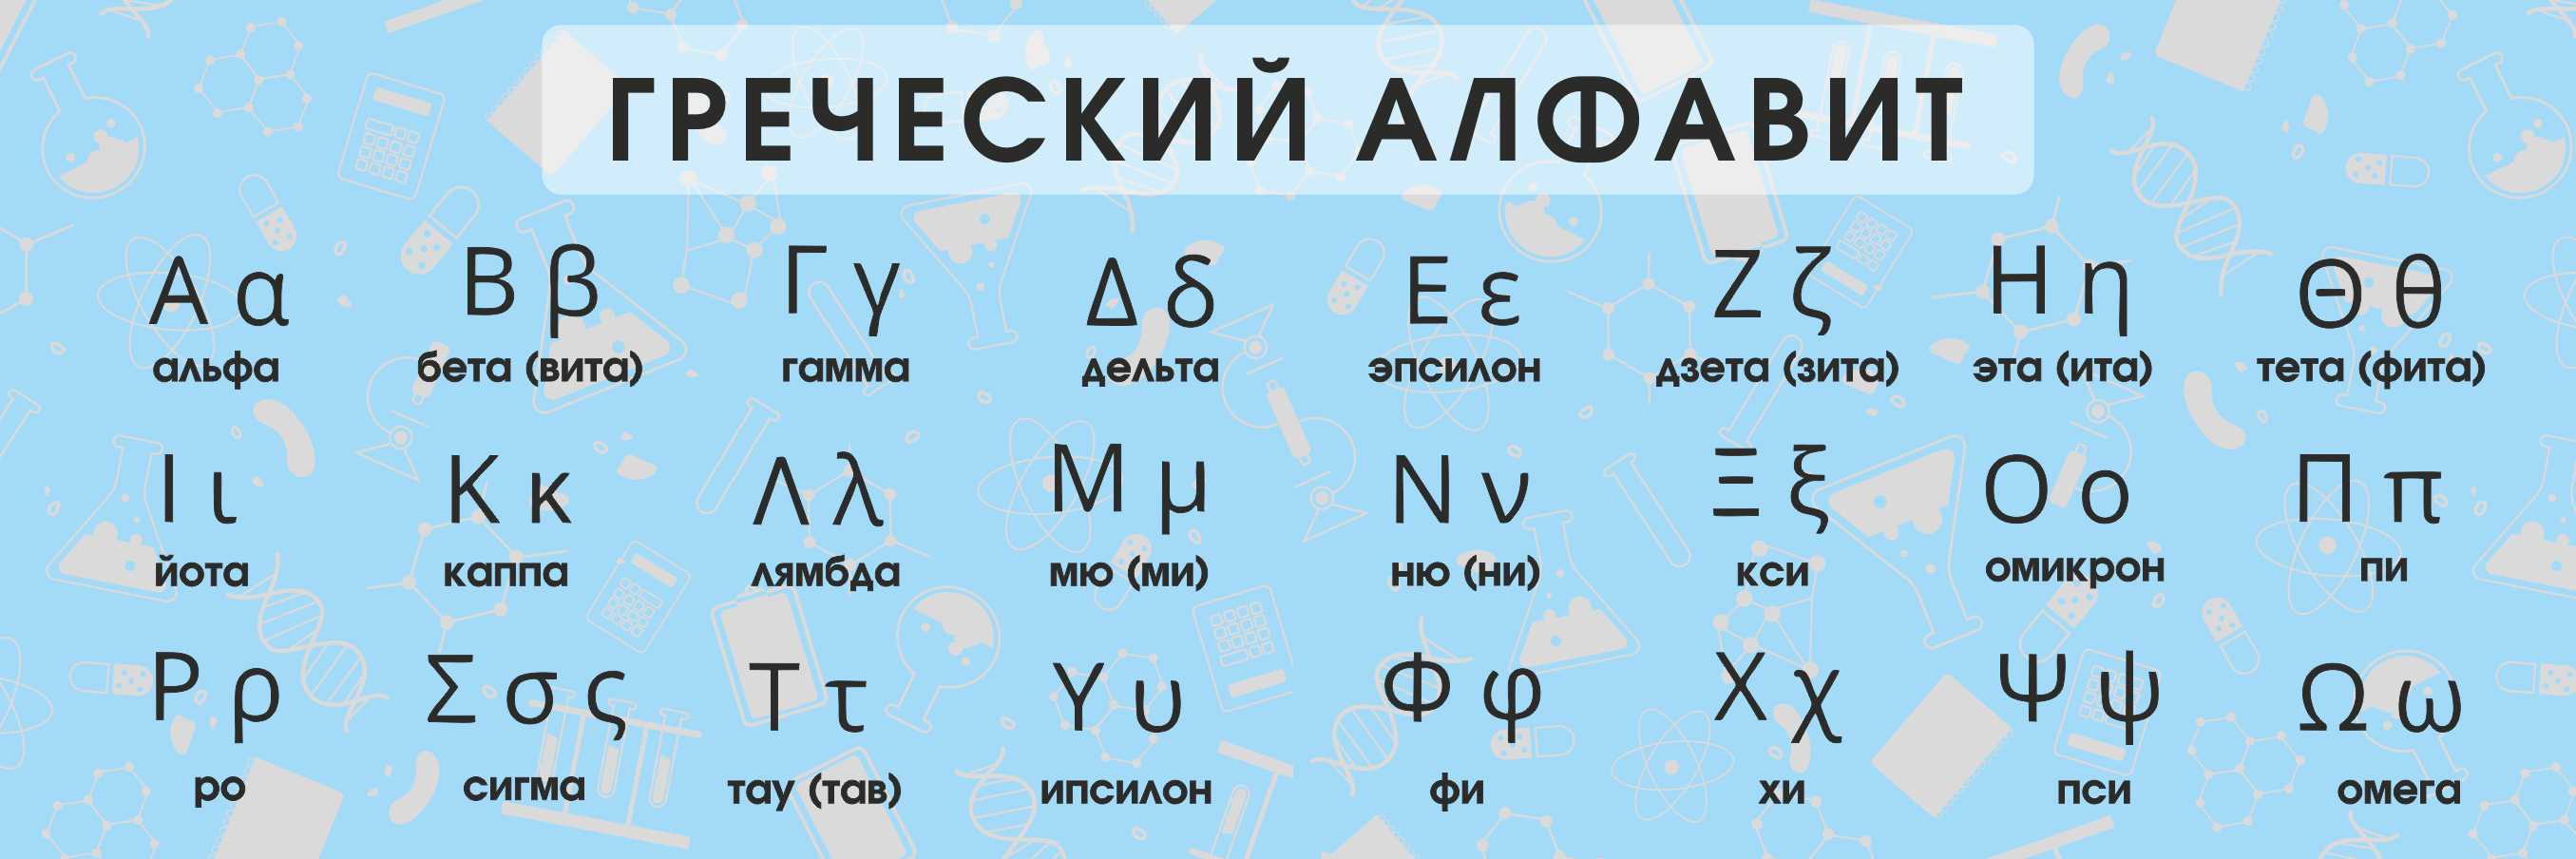 ГРЕЧЕСКИЙ АЛФАВИТ
Α α Β β Γ γ Δ δ Ε ε Ζ ζ Η η Θ θ
альфа бета (вита) гамма дельта эпсилон дзета (зита) эта (ита) тета (фита)
Ι ι Κ κ Λ λ Μ μ Ν ν Ξ ξ Ο ο Π π
йота каппа лямбда мю (ми) ню (ни) кси омикрон пи
Ρ ρ Σ σ ς Τ τ Υ υ Φ φ Χ χ Ψ ψ Ω ω
ро сигма тау (тав) ипсилон фи хи пси омега